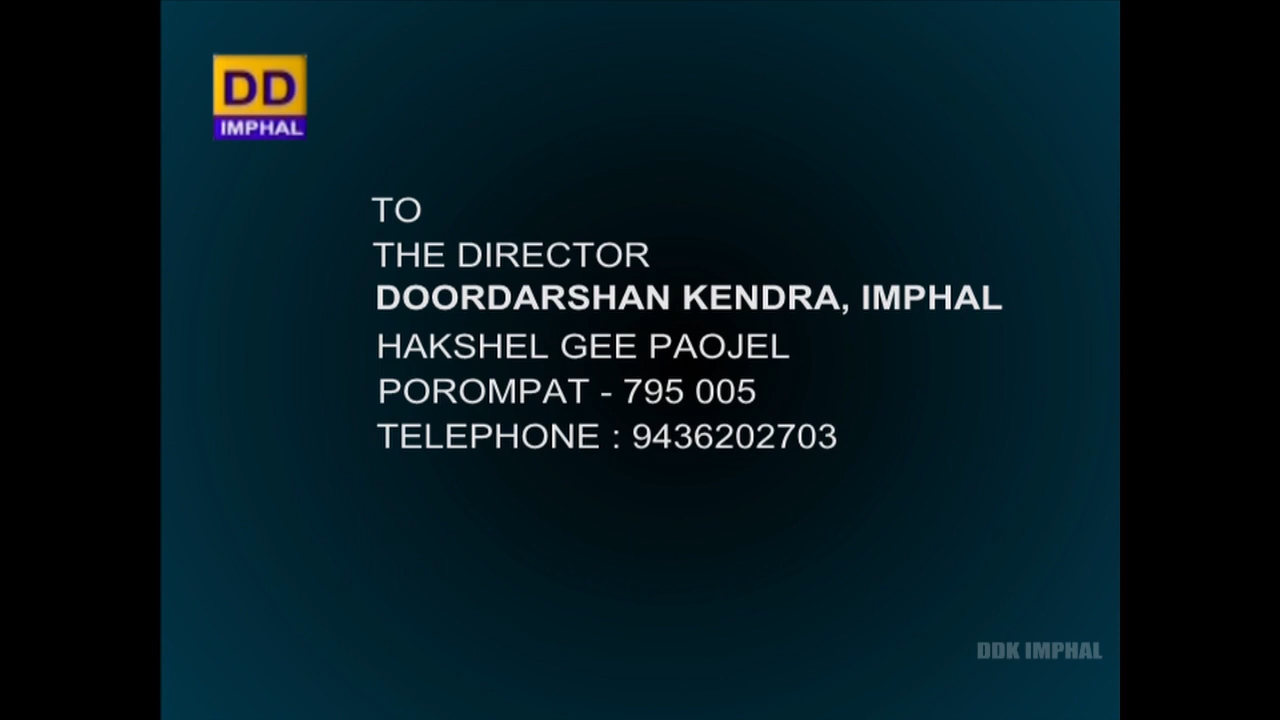 DD
IMPHAL
TO
THE DIRECTOR
DOORDARSHAN KENDRA, IMPHAL
HAKSHEL GEE PAOJEL
POROMPAT - 795 005
TELEPHONE : 9436202703
DDK IMPHAL